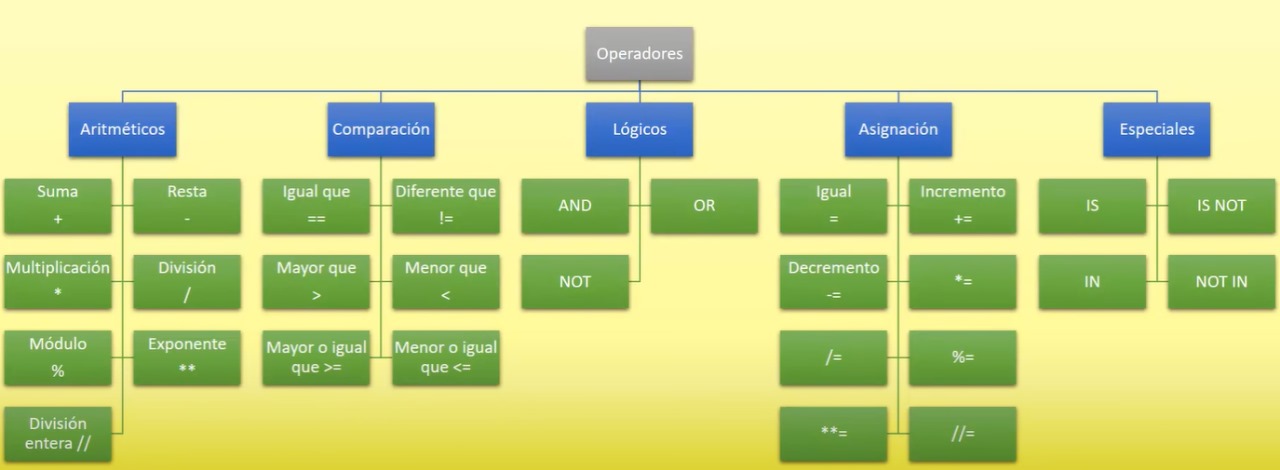 Operadores
Aritméticos
Comparación
Lógicos
Asignación
Especiales
Suma
+
Resta
-
Igual que
==
Diferente que
!=
AND
OR
Igual
=
Incremento
+=
IS
IS NOT
Multiplicación
*
División
/
Mayor que
>
Menor que
<
NOT
Decremento
-=
*=
IN
NOT IN
Módulo
%
Exponente
**
Mayor o igual
que >=
Menor o igual
que <=
/=
%=
División
entera //
**=
//=